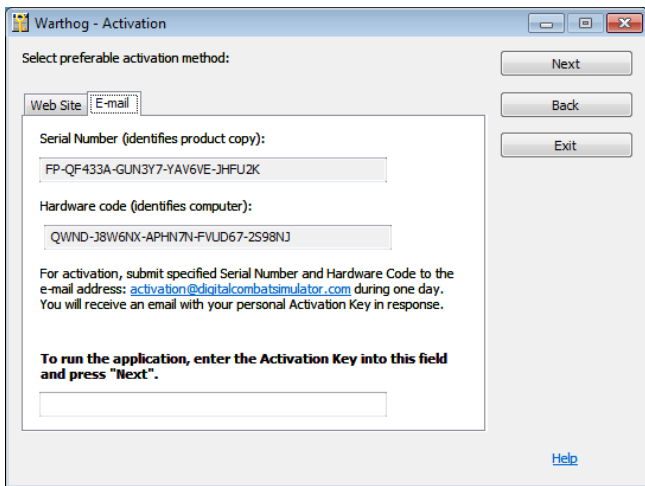 Warthog - Activation
Select preferable activation method:
Next
Web Site E-mail
Back
Serial Number (identifies product copy):
Exit
FP-QF433A-GUN3Y7-YAV6VE-JHFU2K
Hardware code (identifies computer):
QWND-J8W6NX-APHN7N-FVUD67-2S98NJ
For activation, submit specified Serial Number and Hardware Code to the
e-mail address: activation@digitalcombatsimulator.com during one day.
You will receive an email with your personal Activation Key in response.
To run the application, enter the Activation Key into this field
and press "Next".
Help